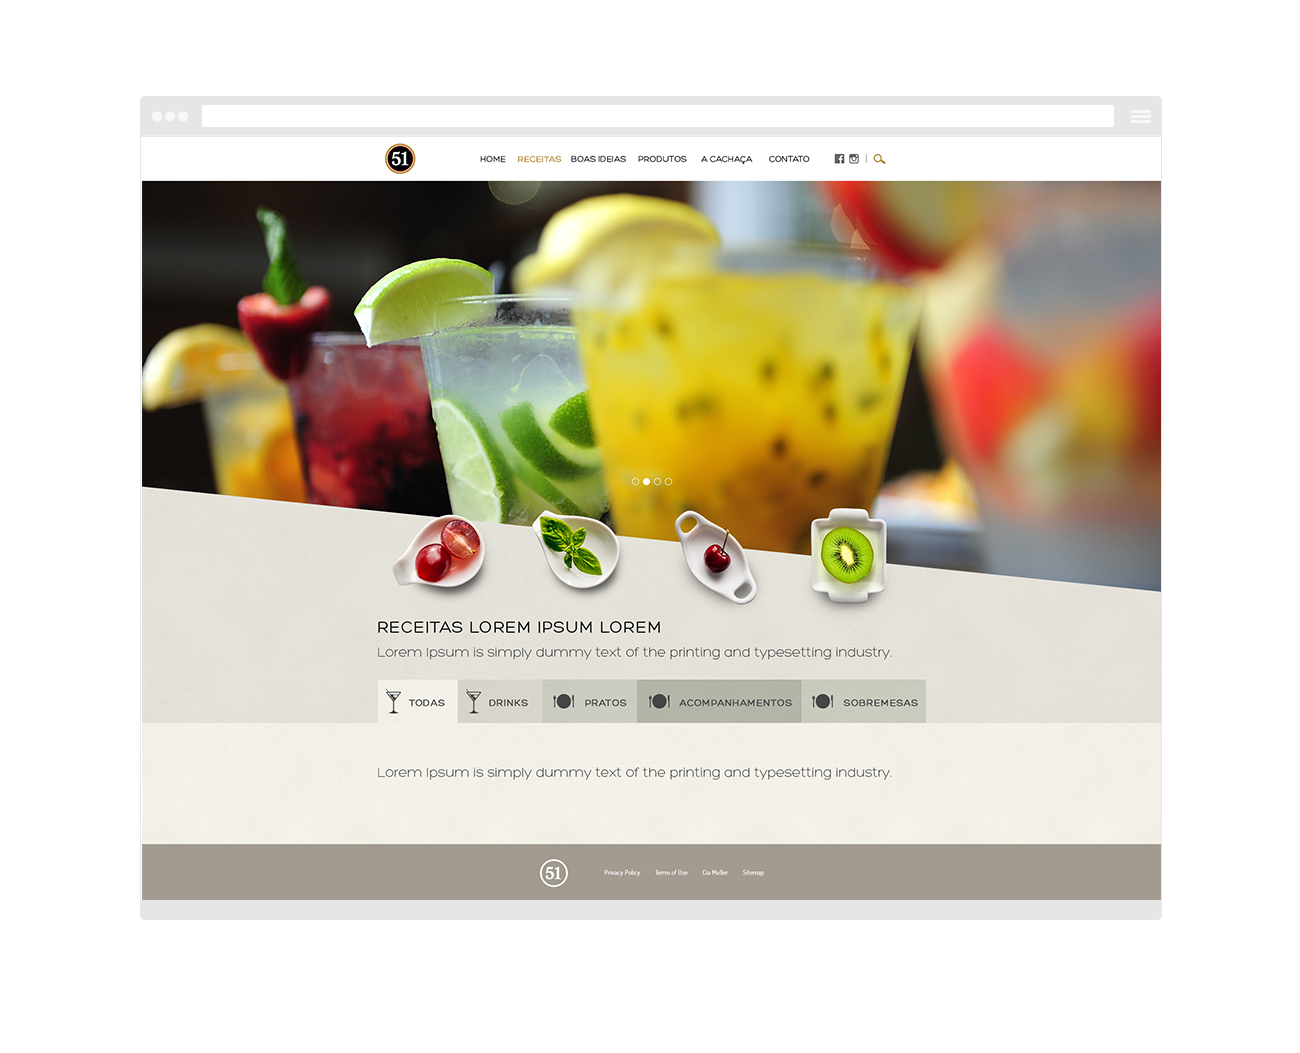 51 HOME RECEITAS BOAS IDEIAS PRODUTOS A CACHAÇA CONTATO
RECEITAS LOREM IPSUM LOREM
Lorem Ipsum is simply dummy text of the printing and typesetting industry.
TODAS DRINKS PRATOS ACOMPANHAMENTOS SOBREMESAS
Lorem Ipsum is simply dummy text of the printing and typesetting industry.
51 Privacy Policy Terms of Use Cia Muller Sitemap